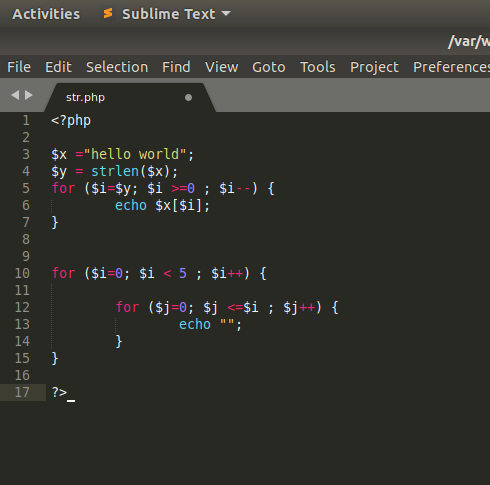 Activities Sublime Text
/var/w
File Edit Selection Find View Goto Tools Project Preferences
str.php
1 <?php
2
3 $x ="hello world";
4 $y = strlen($x);
5 for ($i=$y; $i >=0 ; $i--) {
6 echo $x[$i];
7 }
8
9
10 for ($i=0; $i < 5 ; $i++) {
11
12 for ($j=0; $j <=$i ; $j++) {
13 echo "";
14 }
15 }
16
17 ?>